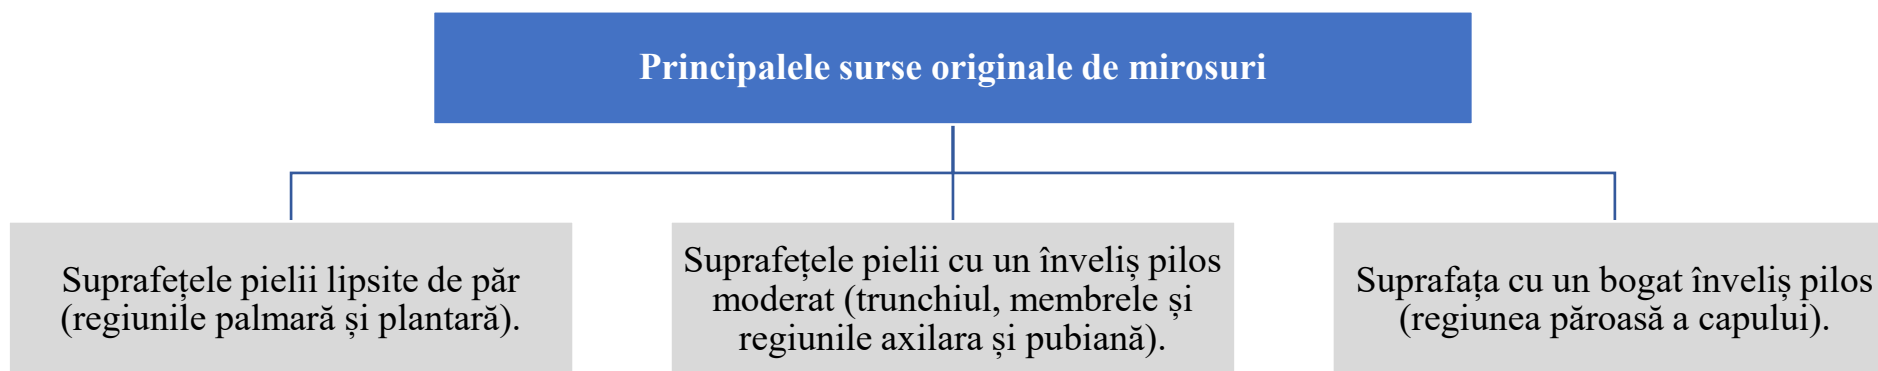 Principalele surse originale de mirosuri
Suprafețele pielii lipsite de păr
(regiunile palmară și plantară).
Suprafețele pielii cu un înveliș pilos
moderat (trunchiul, membrele și
regiunile axilara și pubiană).
Suprafața cu un bogat înveliș pilos
(regiunea păroasă a capului).